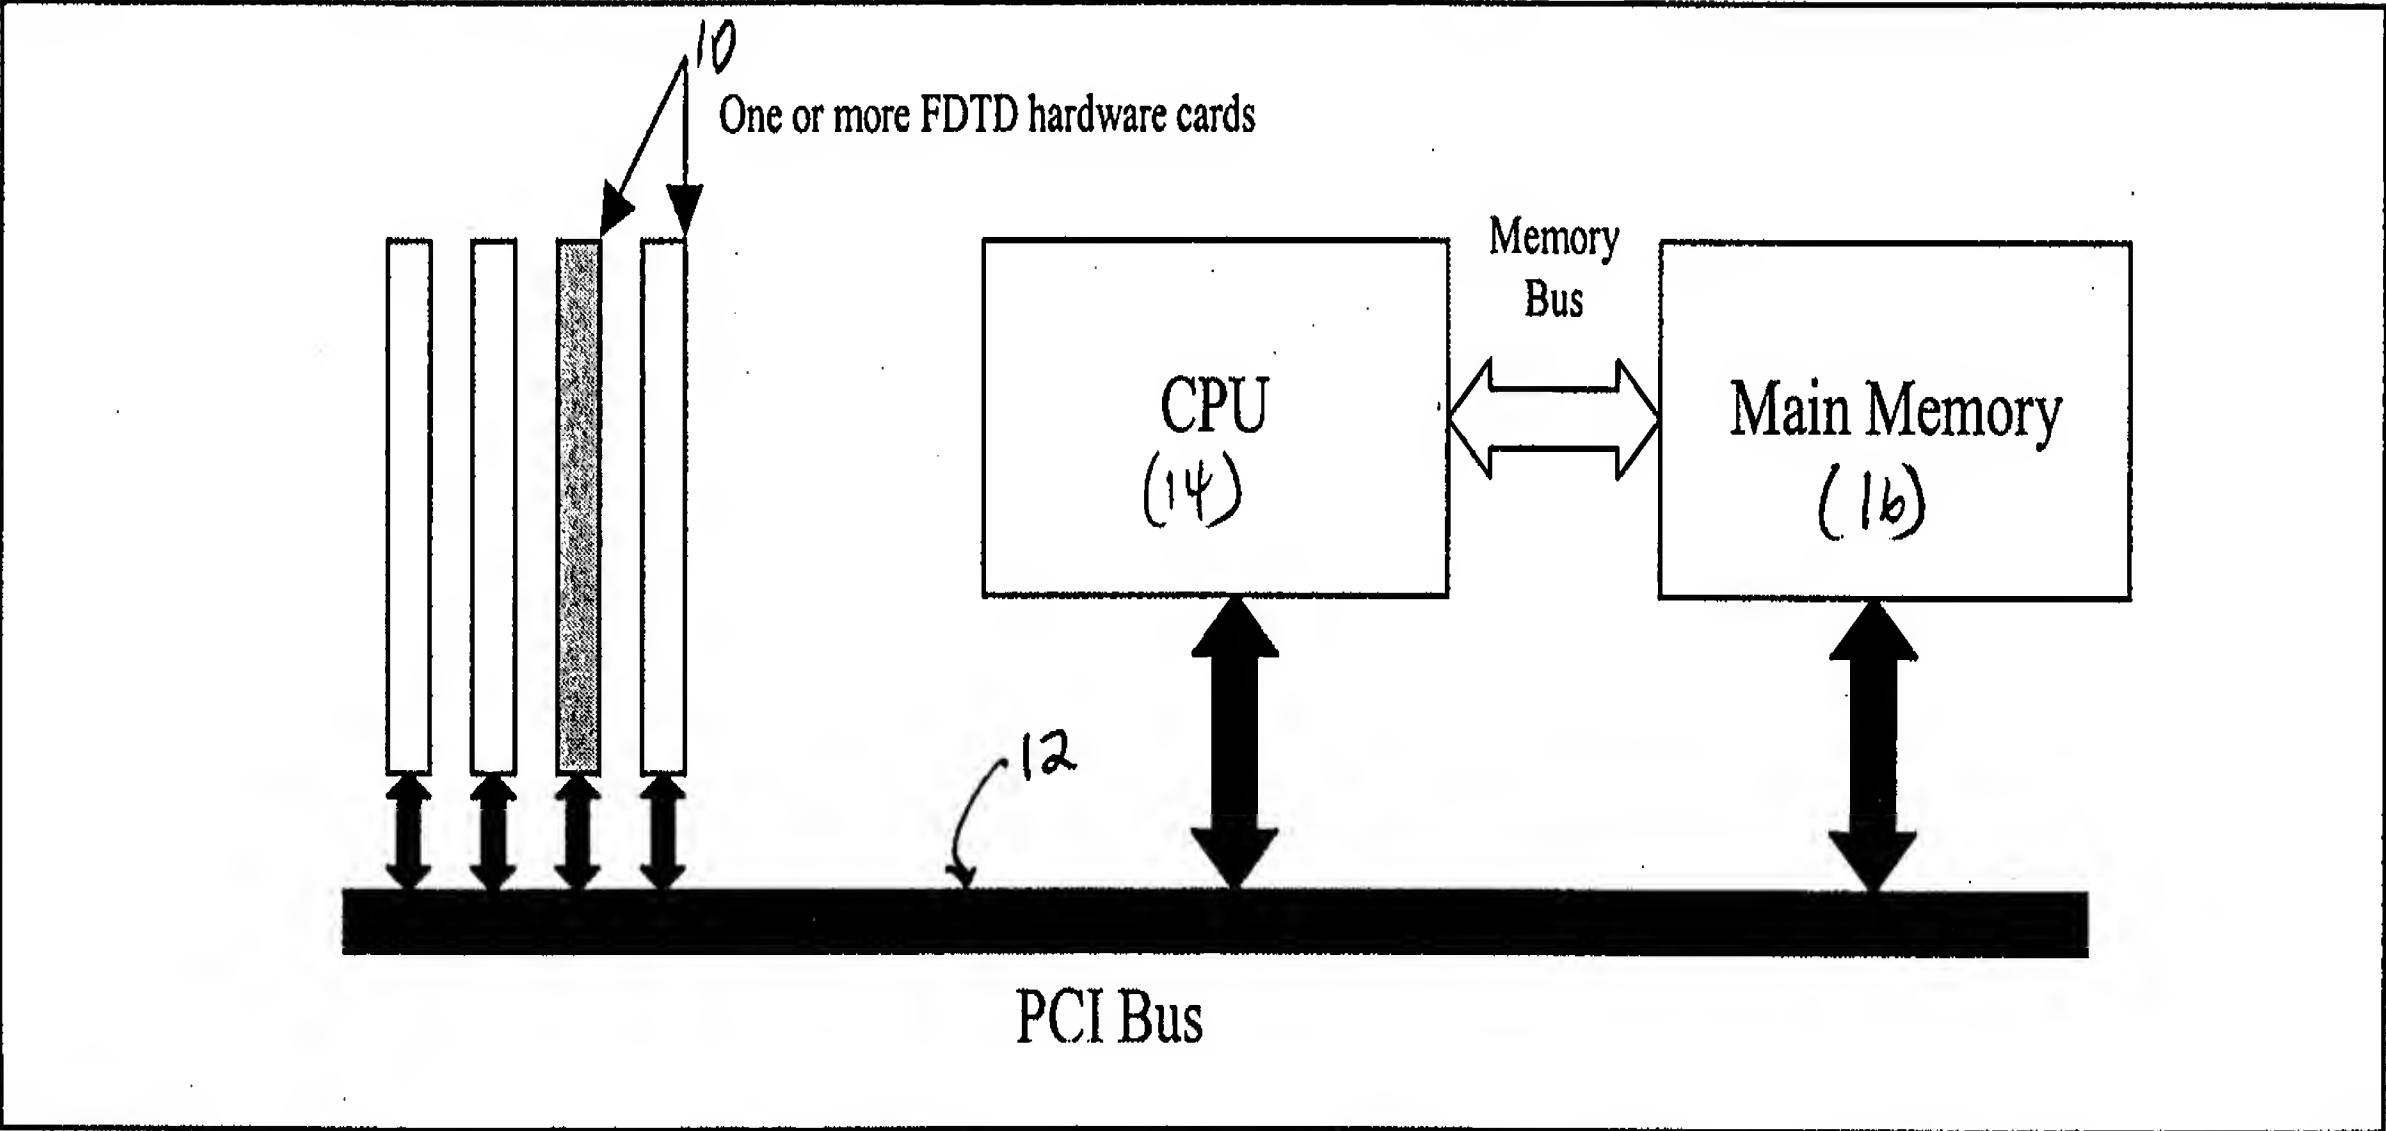 10
One or more FDTD hardware cards
Memory
Bus
CPU
(14)
Main Memory
(16)
12
PCI Bus